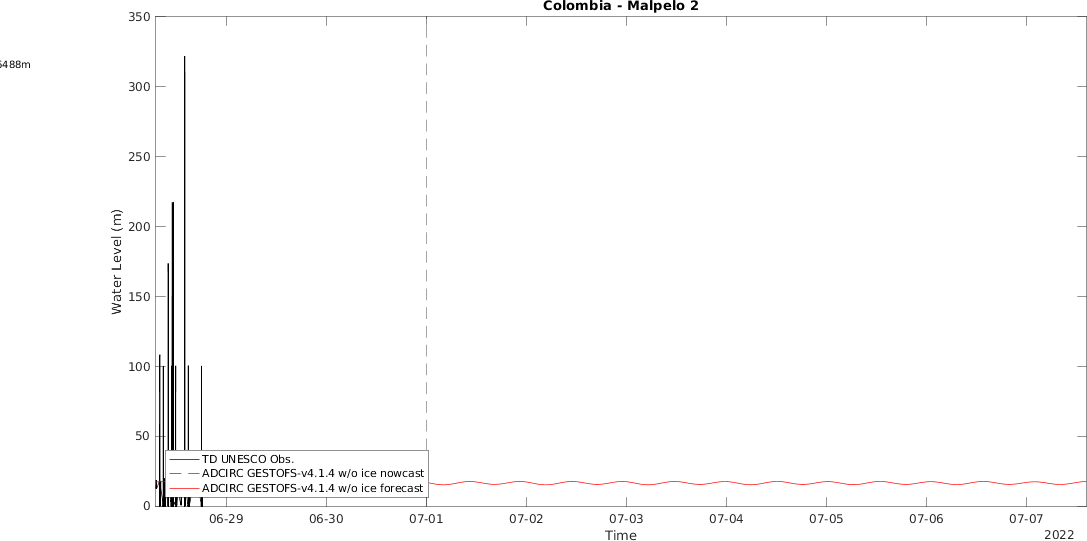 Colombia - Malpelo 2
6488m
Water Level (m)
350
300
250
200
150
100
50
0
TD UNESCO Obs.
ADCIRC GESTOFS-v4.1.4 w/o ice nowcast
ADCIRC GESTOFS-v4.1.4 w/o ice forecast
06-29 06-30 07-01 07-02 07-03 07-04 07-05 07-06 07-07
Time
2022